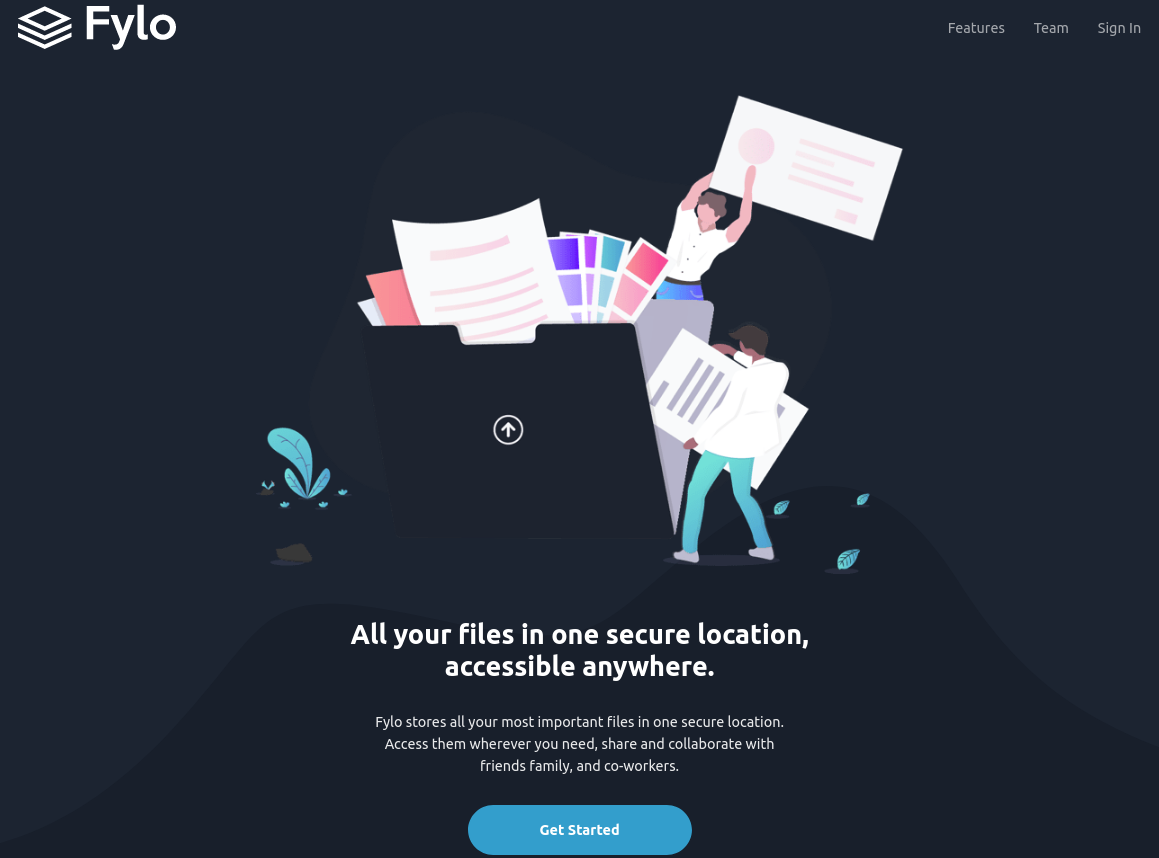 Fylo
Features Team Sign In
All your files in one secure location,
accessible anywhere.
Fylo stores all your most important files in one secure location.
Access them wherever you need, share and collaborate with
friends family, and co-workers.
Get Started